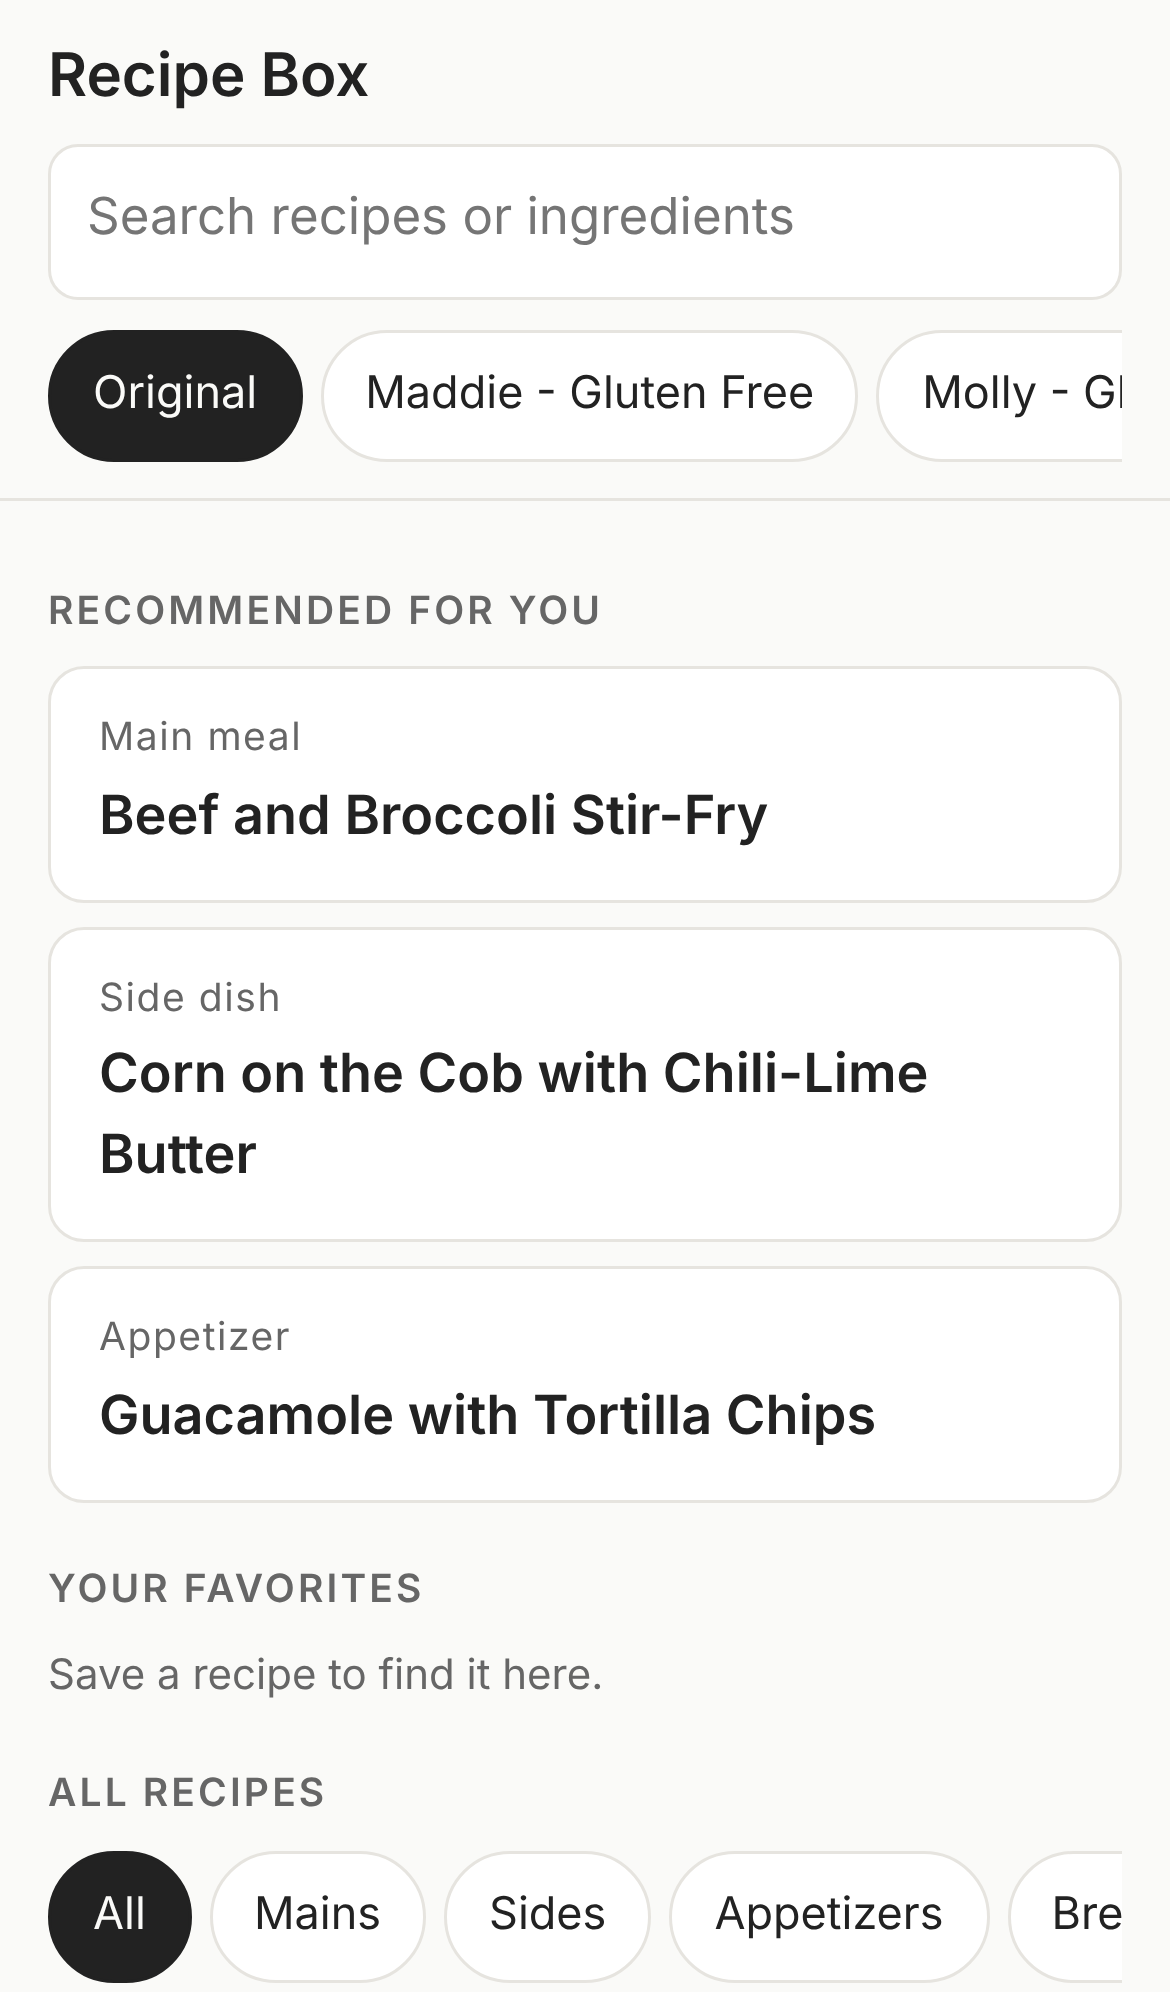 Recipe Box
Search recipes or ingredients
Original
Maddie - Gluten Free
Molly -
RECOMMENDED FOR YOU
Main meal
Beef and Broccoli Stir-Fry
Side dish
Corn on the Cob with Chili-Lime
Butter
Appetizer
Guacamole with Tortilla Chips
YOUR FAVORITES
Save a recipe to find it here.
ALL RECIPES
All
Mains
Sides
Appetizers